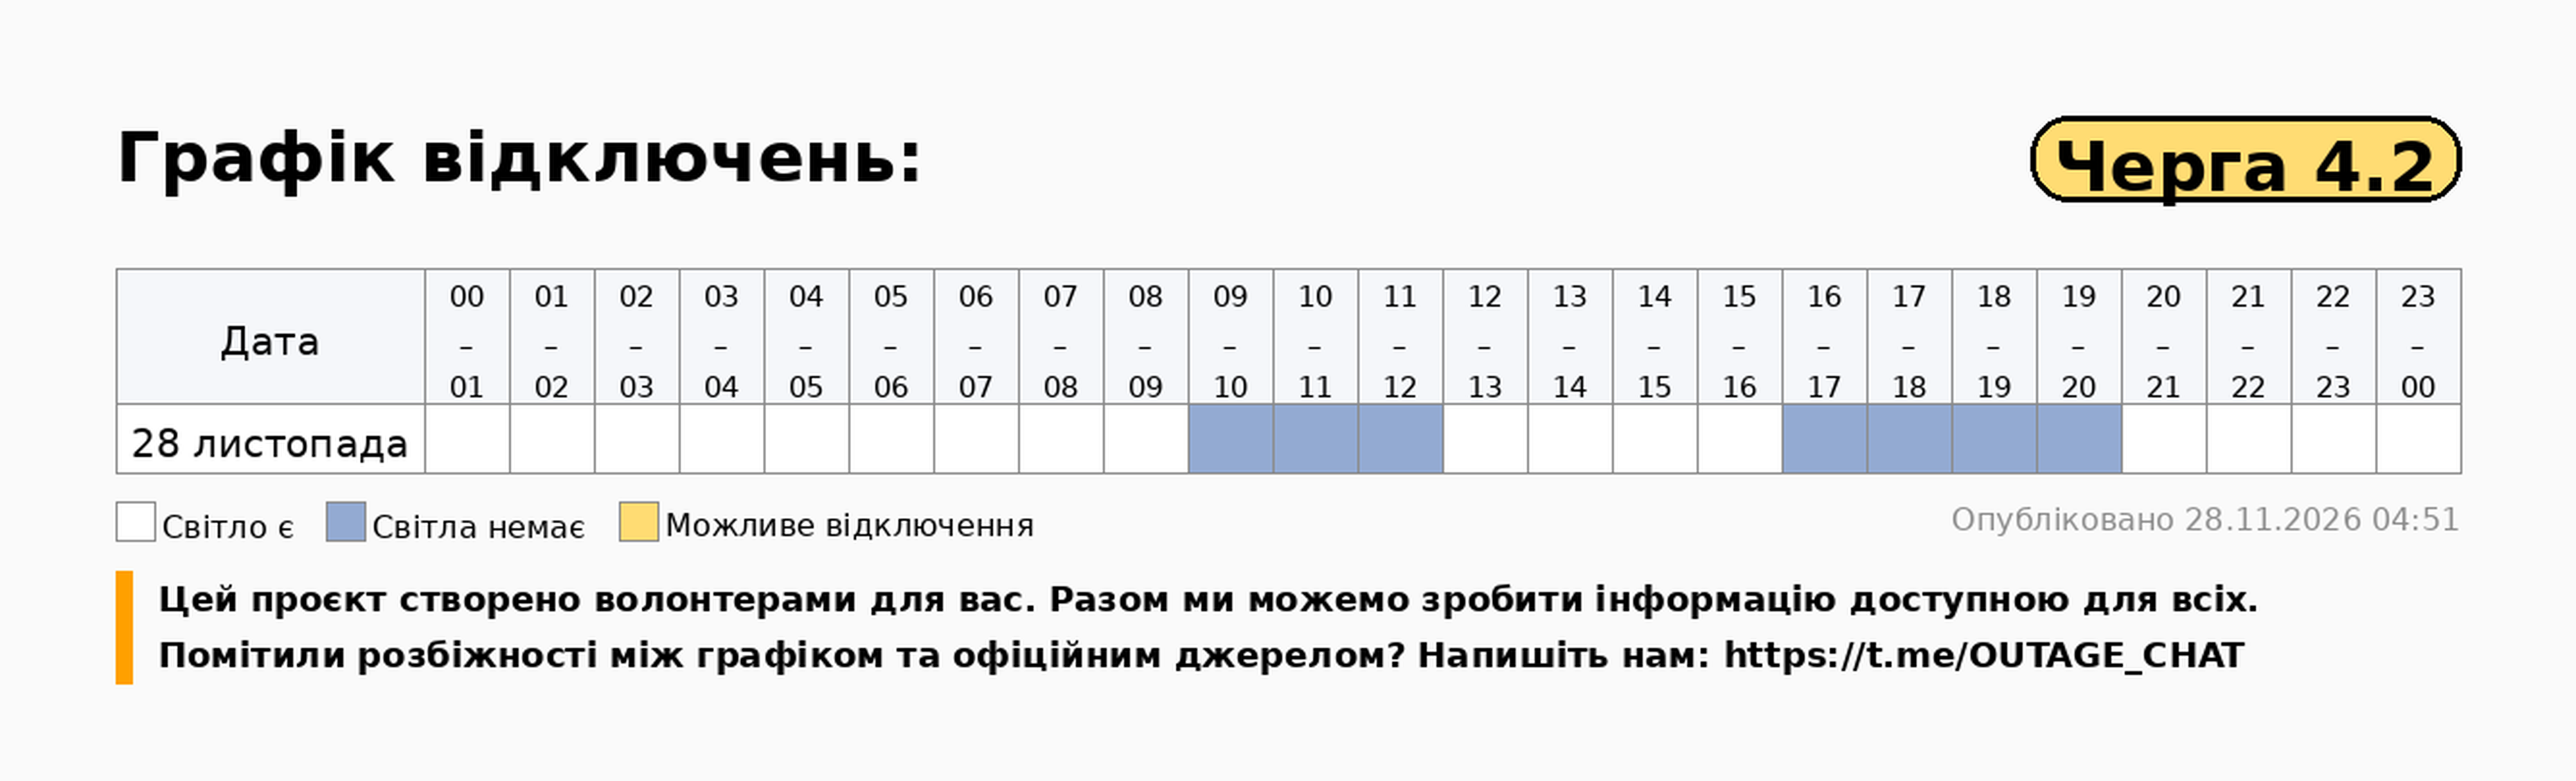 Графік відключень:
Черга 4.2
Дата
00 – 01
01 – 02
02 – 03
03 – 04
04 – 05
05 – 06
06 – 07
07 – 08
08 – 09
09 – 10
10 – 11
11 – 12
12 – 13
13 – 14
14 – 15
15 – 16
16 – 17
17 – 18
18 – 19
19 – 20
20 – 21
21 – 22
22 – 23
23 – 00
28 листопада
Світло є
Світла немає
Можливе відключення
Опубліковано 28.11.2026 04:51
Цей проєкт створено волонтерами для вас. Разом ми можемо зробити інформацію доступною для всіх.
Помітили розбіжності між графіком та офіційним джерелом? Напишіть нам: https://t.me/OUTAGE_CHAT